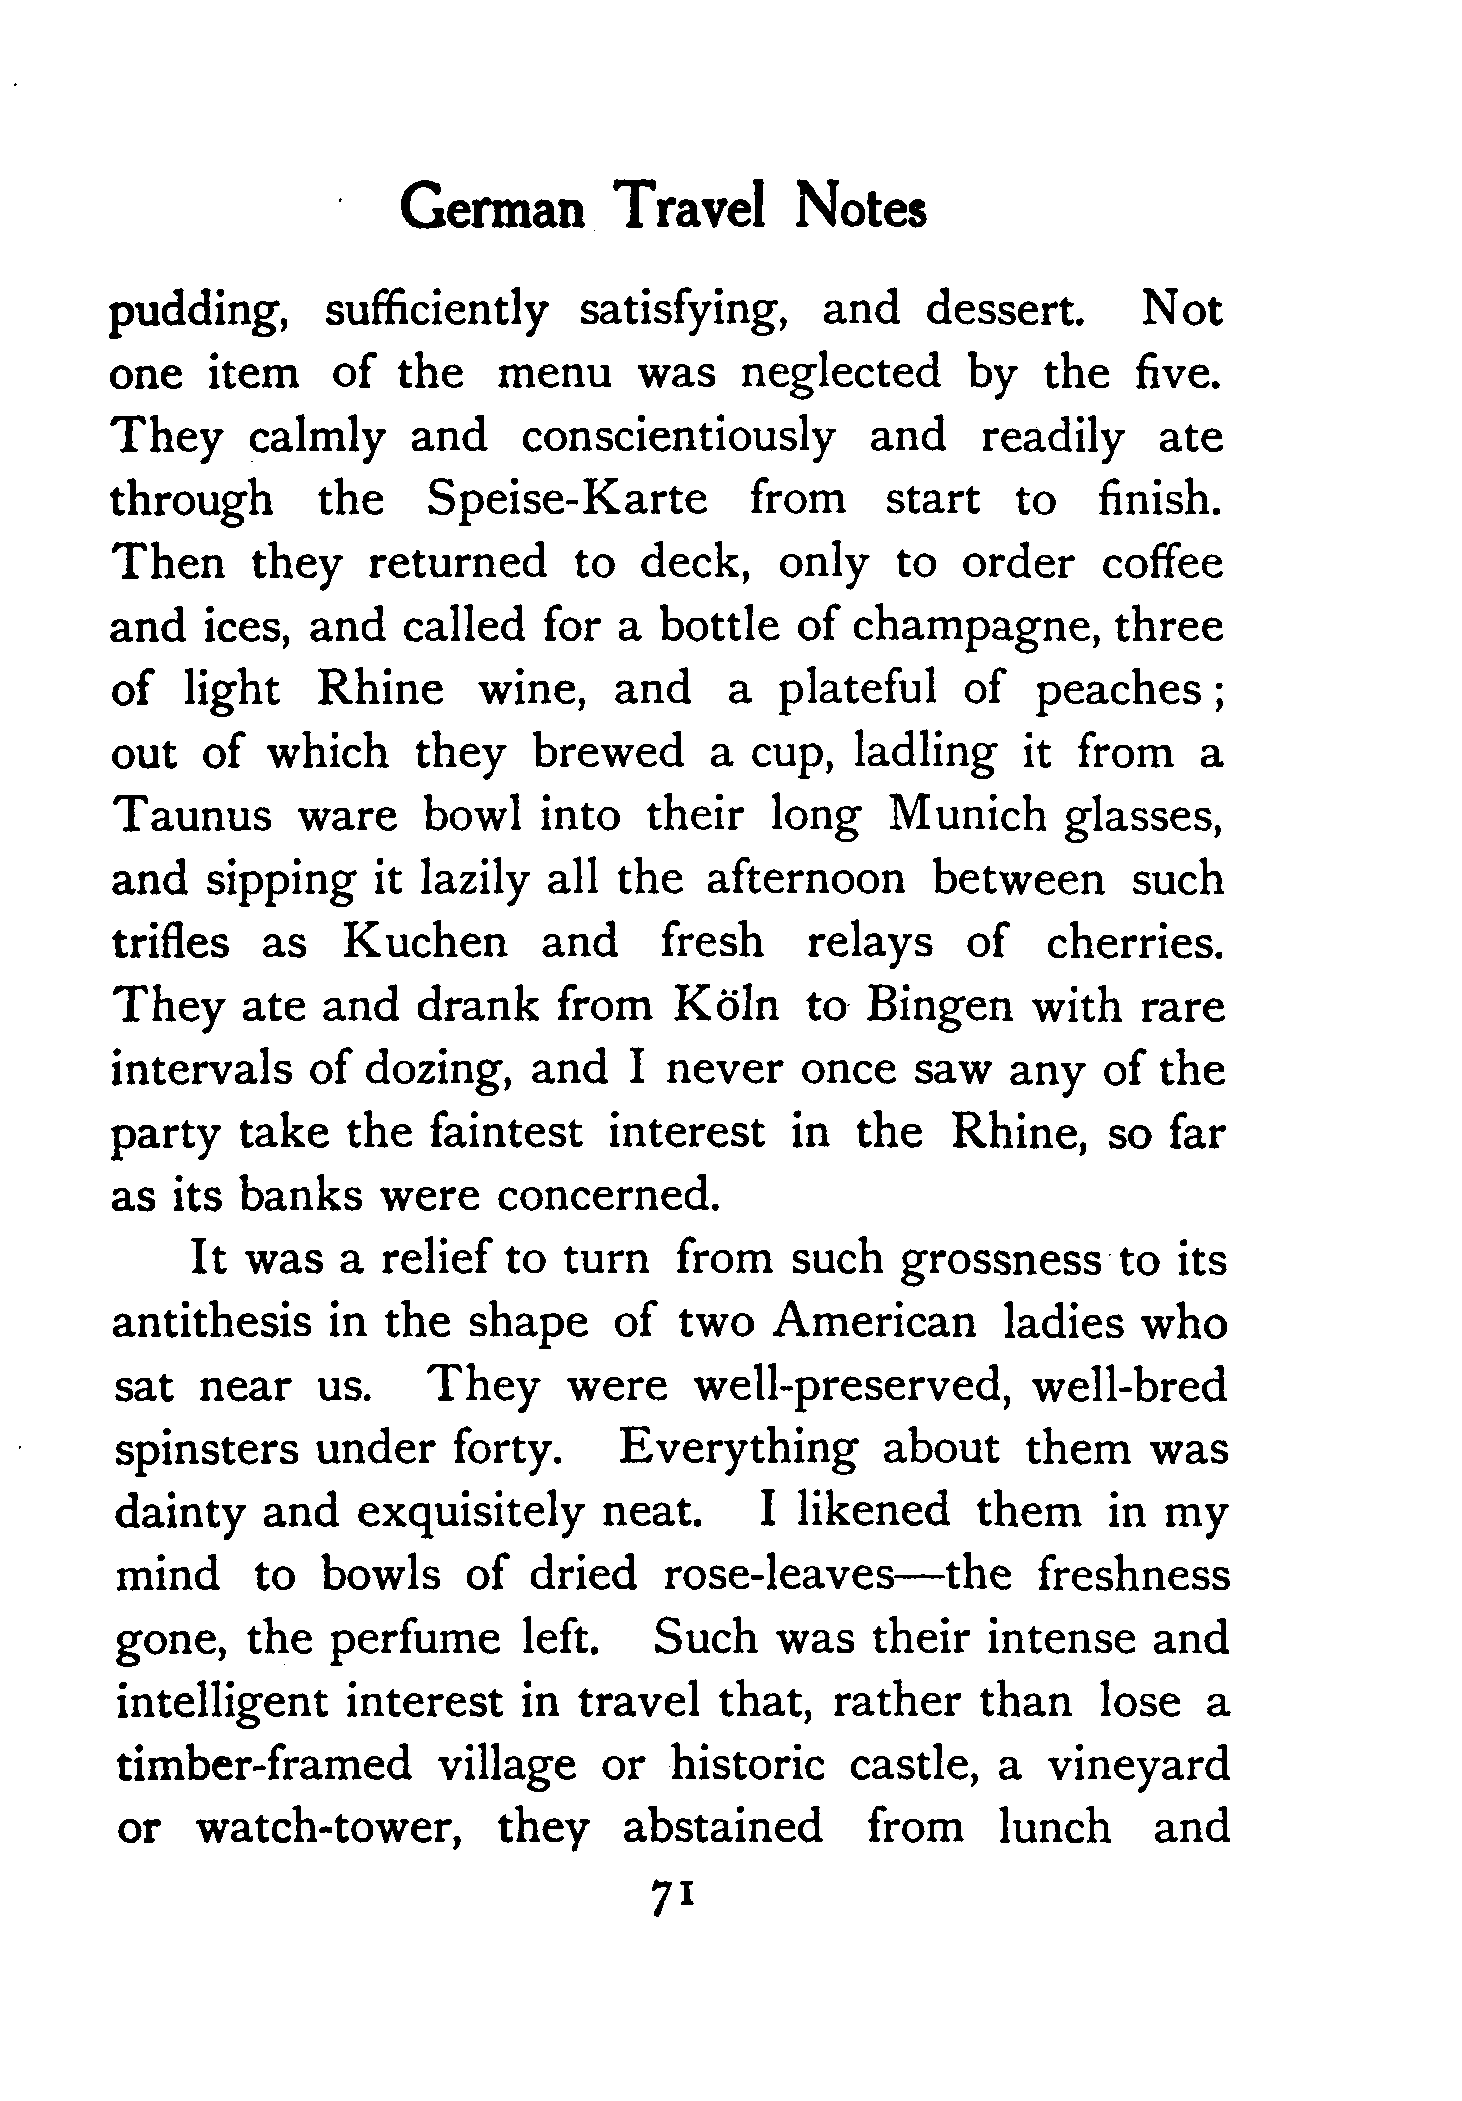 German Travel Notes
pudding, sufficiently satisfying, and dessert. Not
one item of the menu was neglected by the five.
They calmly and conscientiously and readily ate
through the Speise-Karte from start to finish.
Then they returned to deck, only to order coffee
and ices, and called for a bottle of champagne, three
of light Rhine wine, and a plateful of peaches ;
out of which they brewed a cup, ladling it from a
Taunus ware bowl into their long Munich glasses,
and sipping it lazily all the afternoon between such
trifles as Kuchen and fresh relays of cherries.
They ate and drank from Köln to Bingen with rare
intervals of dozing, and I never once saw any of the
party take the faintest interest in the Rhine, so far
as its banks were concerned.
It was a relief to turn from such grossness to its
antithesis in the shape of two American ladies who
sat near us. They were well-preserved, well-bred
spinsters under forty. Everything about them was
dainty and exquisitely neat. I likened them in my
mind to bowls of dried rose-leaves—the freshness
gone, the perfume left. Such was their intense and
intelligent interest in travel that, rather than lose a
timber-framed village or historic castle, a vineyard
or watch-tower, they abstained from lunch and
71